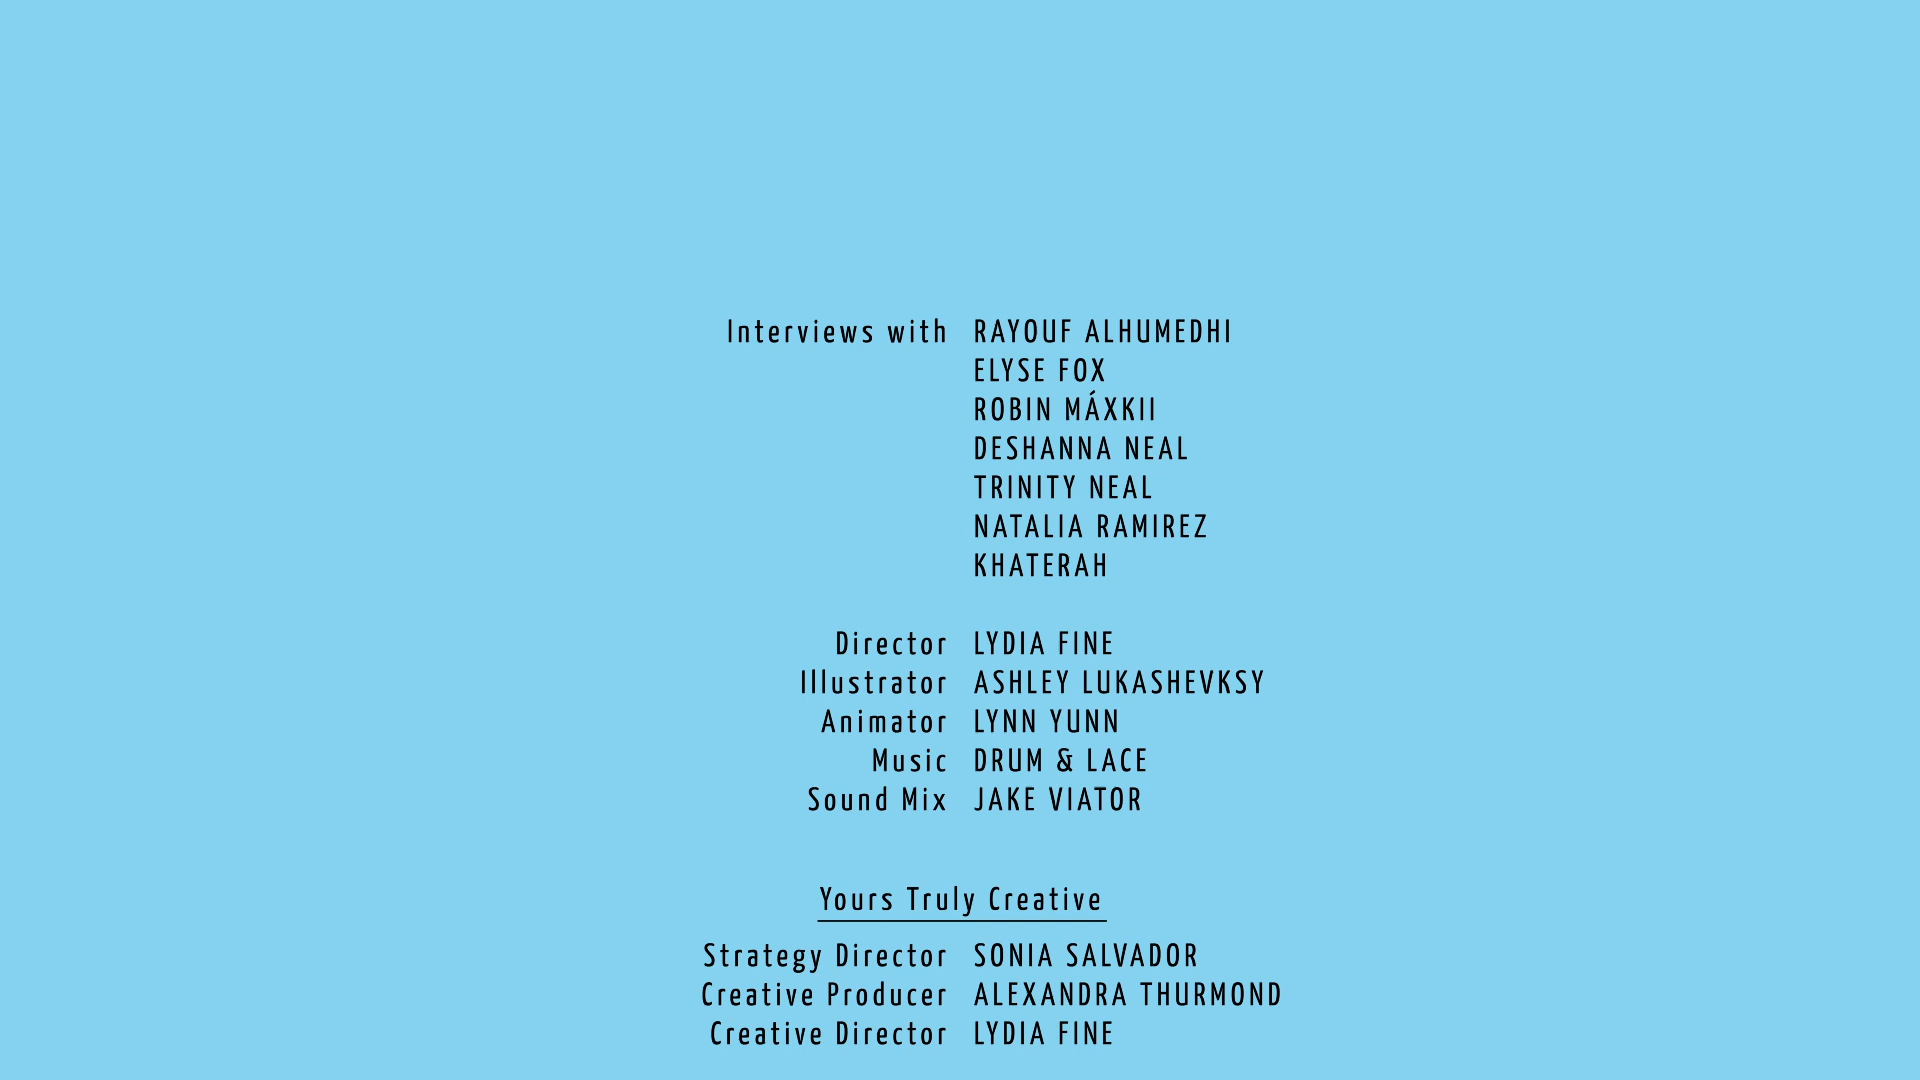 Interviews with RAYOUF ALHUMEDHI
ELYSE FOX
ROBIN MÁXKII
DESHANNA NEAL
TRINITY NEAL
NATALIA RAMIREZ
KHATERAH
Director LYDIA FINE
Illustrator ASHLEY LUKASHEVKSY
Animator LYNN YUNN
Music DRUM & LACE
Sound Mix JAKE VIATOR
Yours Truly Creative
Strategy Director SONIA SALVADOR
Creative Producer ALEXANDRA THURMOND
Creative Director LYDIA FINE